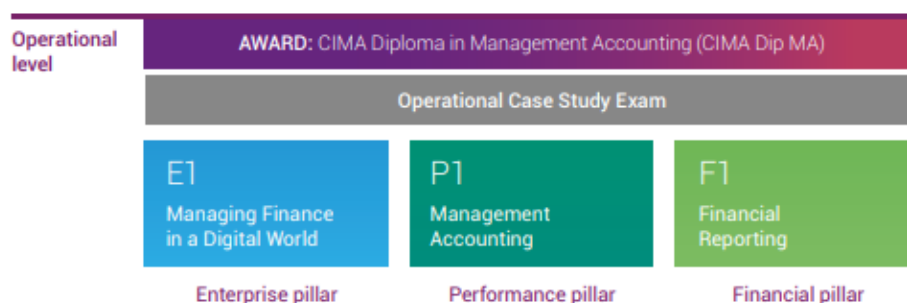 Operational
level
AWARD: CIMA Diploma in Management Accounting (CIMA Dip MA)
Operational Case Study Exam
E1
Managing Finance
in a Digital World
Enterprise pillar
P1
Management
Accounting
Performance pillar
F1
Financial
Reporting
Financial pillar